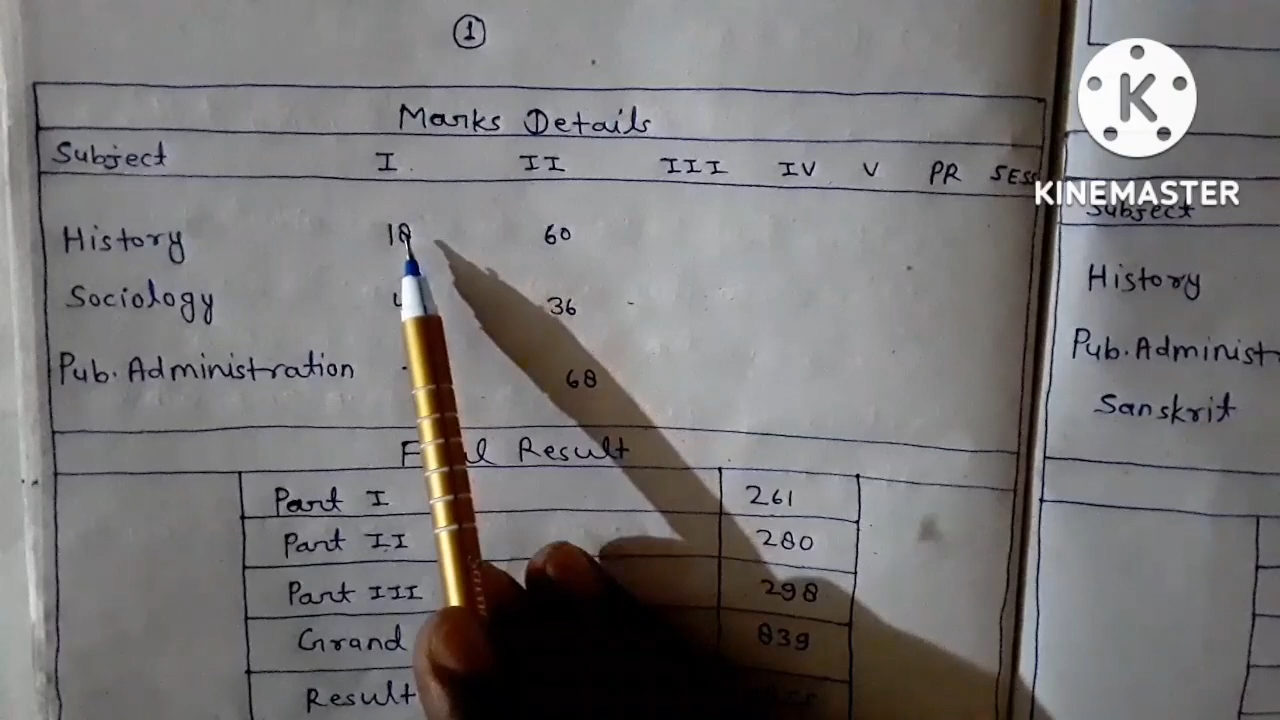 1
Marks Details
Subject I. II III IV V PR SESS
History 18 60
Sociology 36
Pub. Administration 68
Result
Part I 261
Part II 280
Part III 298
Grand 839
Result
K
KINEMASTER
Subject
History
Pub. Administ
Sanskrit